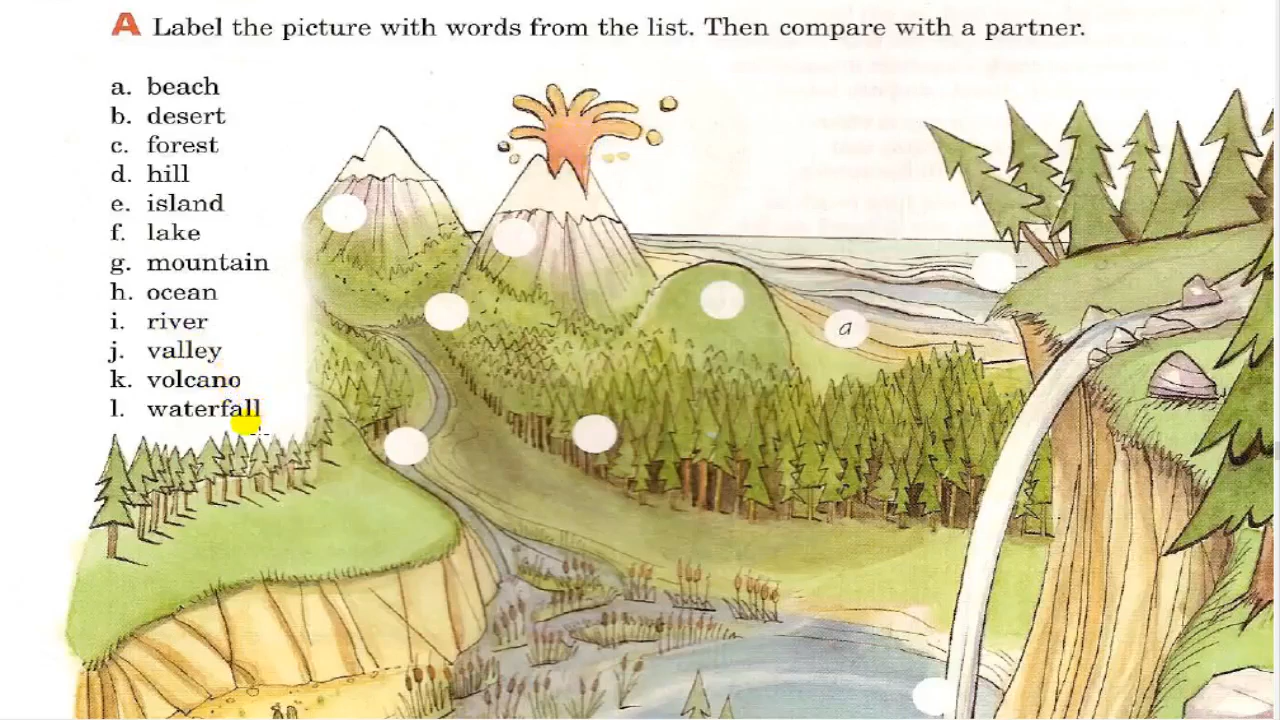 A Label the picture with words from the list. Then compare with a partner.
a. beach
b. desert
c. forest
d. hill
e. island
f. lake
g. mountain
h. ocean
i. river
j. valley
k. volcano
l. waterfall
a